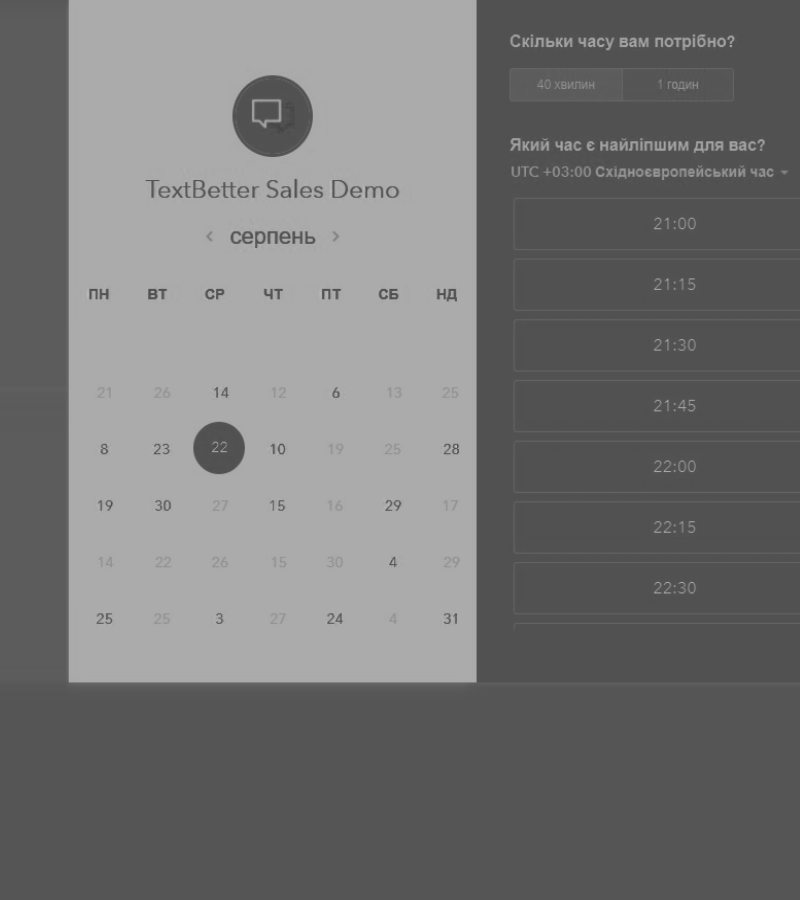 TextBetter Sales Demo
серпень
ПН ВТ СР ЧТ ПТ СБ НД
21 26 14 12 6 13 25
8 23 22 10 19 25 28
19 30 27 15 16 29 17
14 22 26 15 30 4 29
25 25 3 27 24 4 31
Скільки часу вам потрібно?
40 хвилин 1 годин
Який час є найліпшим для вас?
UTC +03:00 Східноєвропейський час
21:00
21:15
21:30
21:45
22:00
22:15
22:30